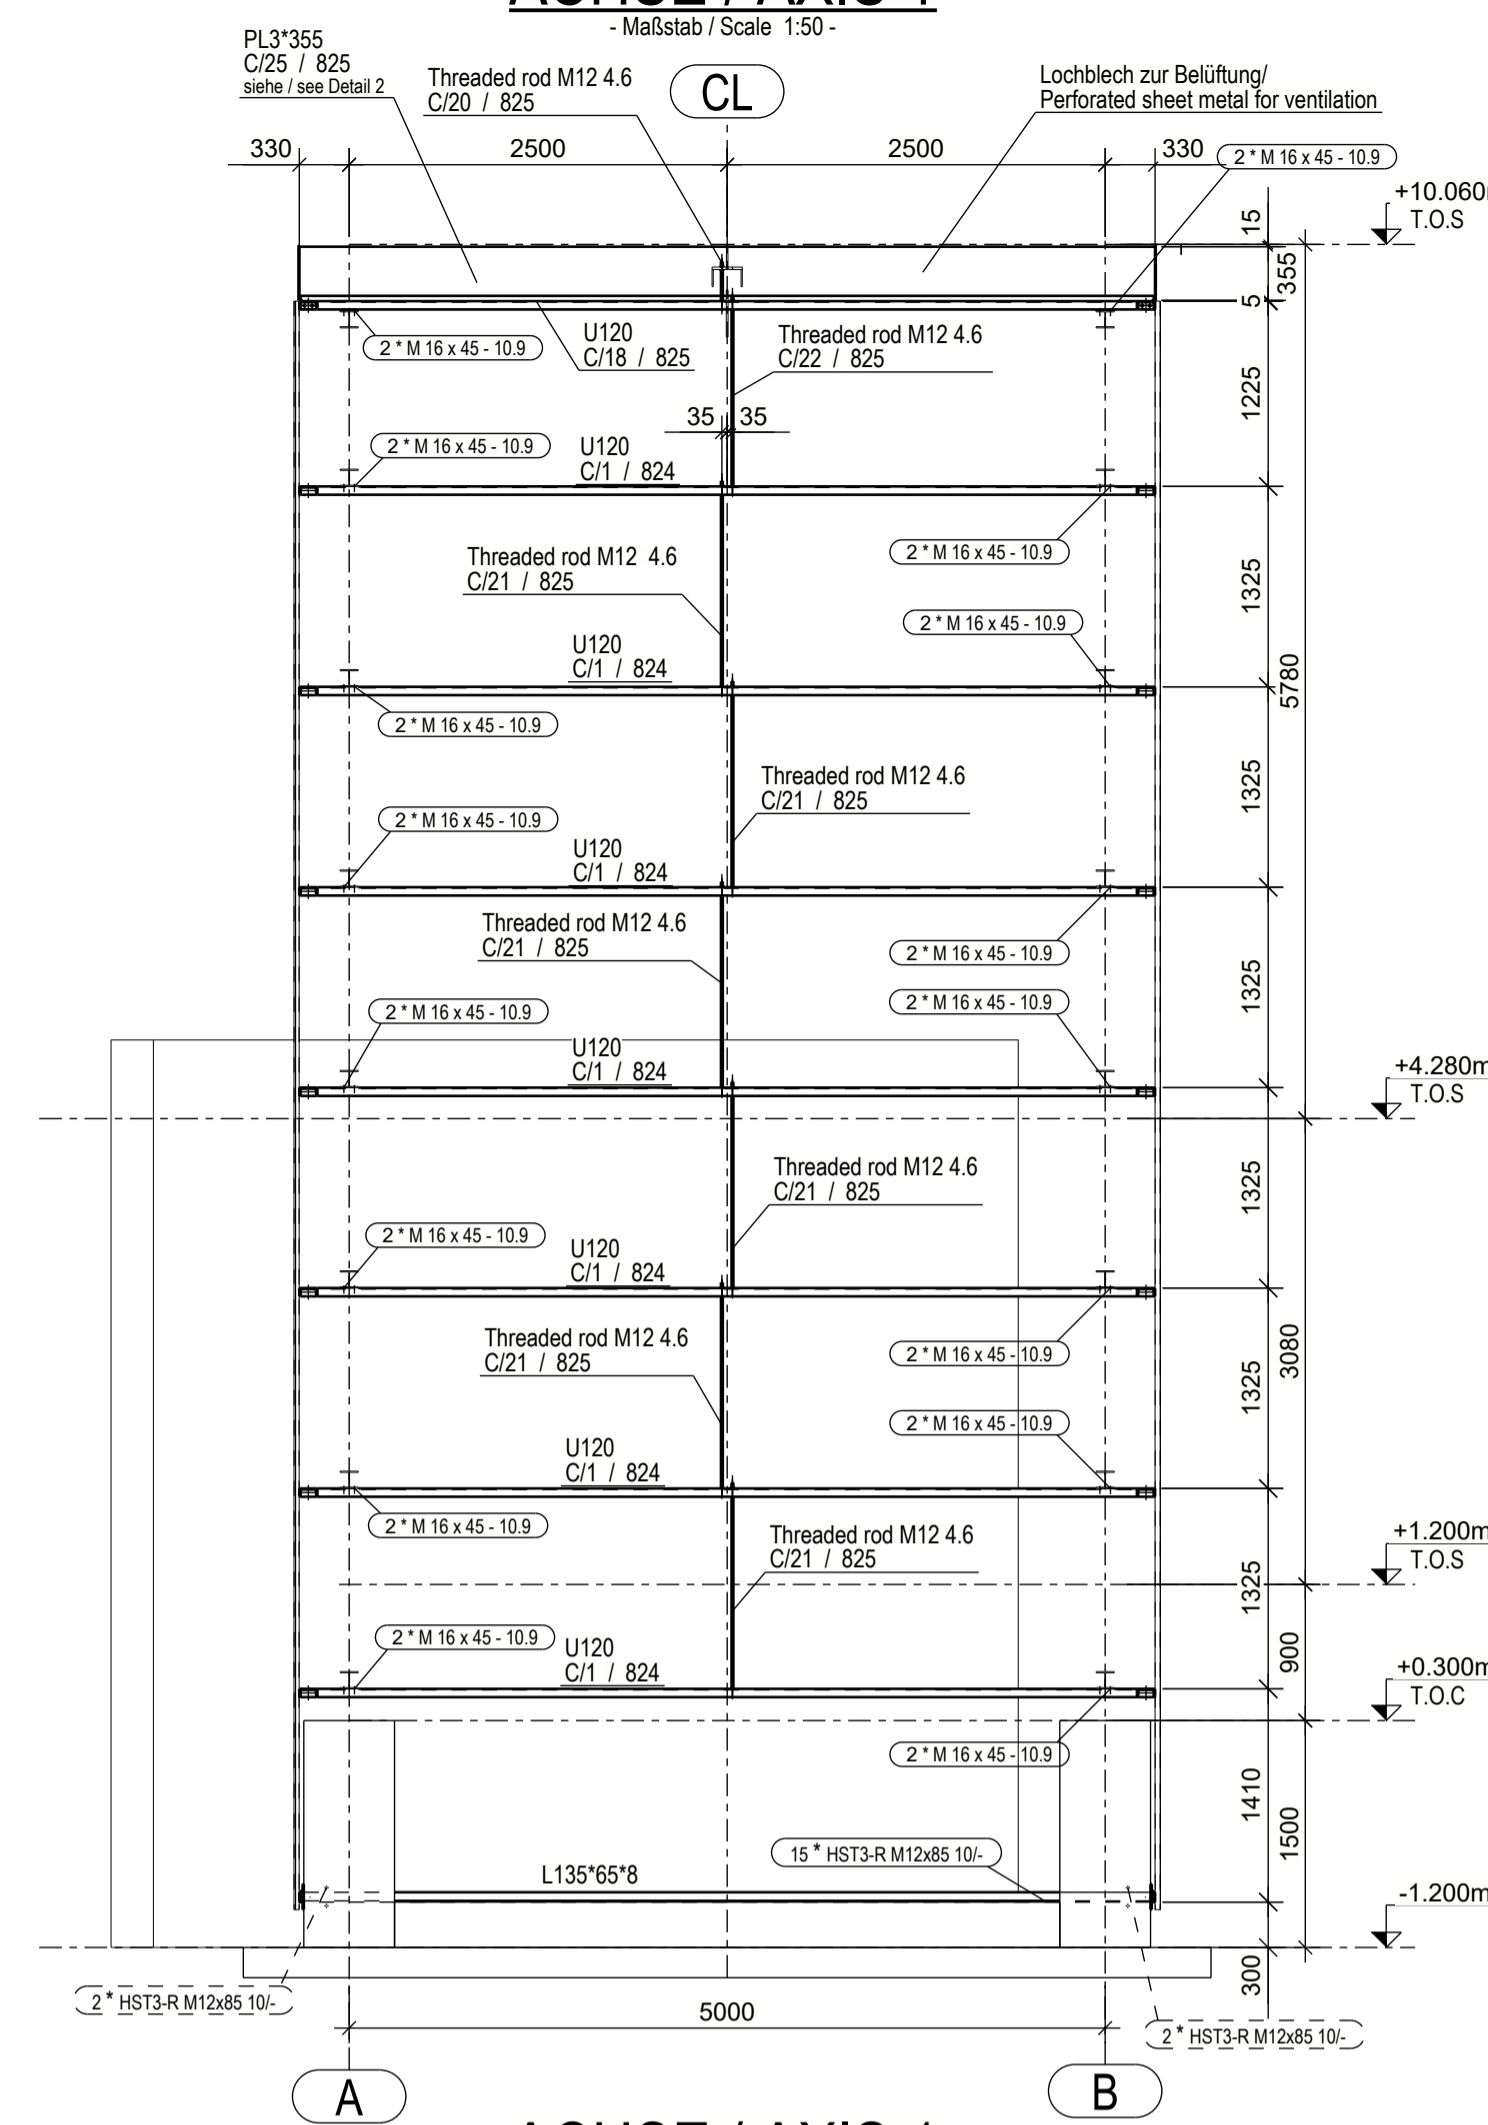 - Maßstab / Scale 1:50 -
PL3*355
C/25 / 825
siehe / see Detail 2
Threaded rod M12 4.6
C/20 / 825
CL
Lochblech zur Belüftung/
Perforated sheet metal for ventilation
330
2500
2500
330
2 * M 16 x 45 - 10.9
T.O.S
15
355
5
2 * M 16 x 45 - 10.9
U120
C/18 / 825
Threaded rod M12 4.6
C/22 / 825
1225
35
35
2 * M 16 x 45 - 10.9
U120
C/1 / 824
2 * M 16 x 45 - 10.9
Threaded rod M12 4.6
C/21 / 825
1325
2 * M 16 x 45 - 10.9
U120
C/1 / 824
5780
2 * M 16 x 45 - 10.9
Threaded rod M12 4.6
C/21 / 825
1325
2 * M 16 x 45 - 10.9
U120
C/1 / 824
Threaded rod M12 4.6
C/21 / 825
2 * M 16 x 45 - 10.9
1325
2 * M 16 x 45 - 10.9
2 * M 16 x 45 - 10.9
U120
C/1 / 824
+4.280m
T.O.S
Threaded rod M12 4.6
C/21 / 825
1325
2 * M 16 x 45 - 10.9
U120
C/1 / 824
Threaded rod M12 4.6
C/21 / 825
2 * M 16 x 45 - 10.9
3080
1325
2 * M 16 x 45 - 10.9
U120
C/1 / 824
2 * M 16 x 45 - 10.9
Threaded rod M12 4.6
C/21 / 825
+1.200m
T.O.S
1325
2 * M 16 x 45 - 10.9
U120
C/1 / 824
900
+0.300m
T.O.C
2 * M 16 x 45 - 10.9
1410
1500
15 * HST3-R M12x85 10/-
L135*65*8
-1.200m
300
2 * HST3-R M12x85 10/-
5000
2 * HST3-R M12x85 10/-
A
B